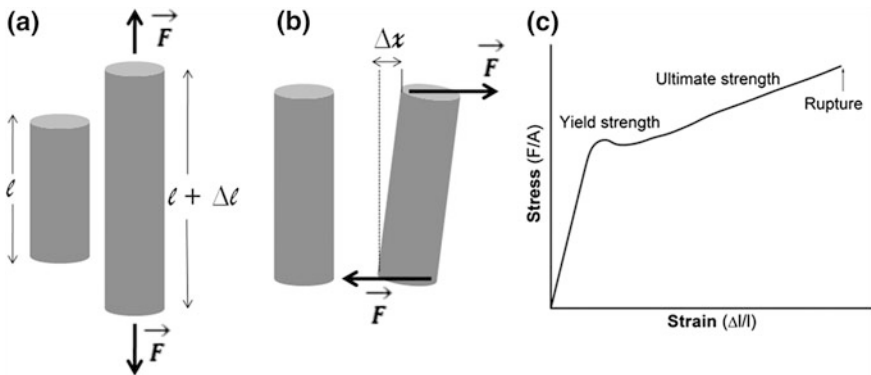 (a)
F
ℓ
ℓ + Δℓ
F
(b)
Δx
F
F
(c)
Stress (F/A)
Yield strength
Ultimate strength
Rupture
Strain (Δl/l)